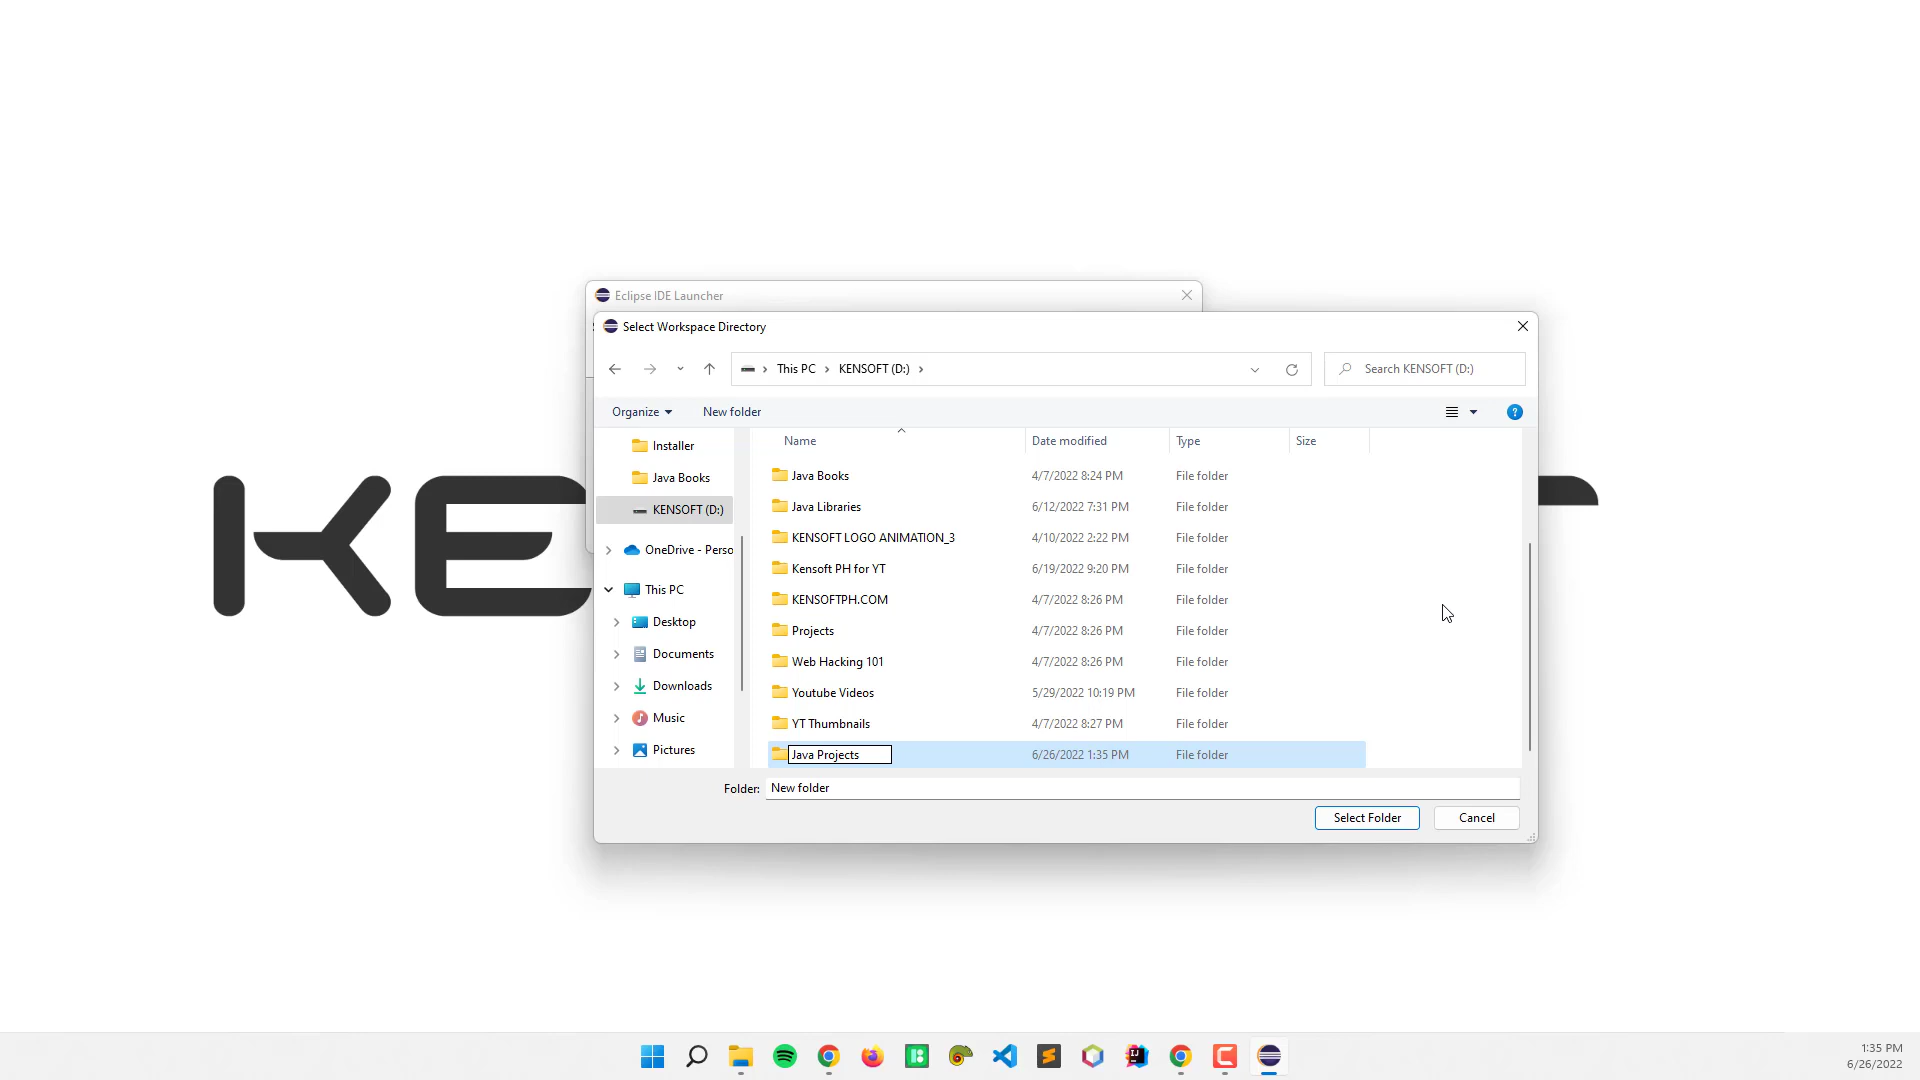 Eclipse IDE Launcher
Select Workspace Directory
This PC > KENSOFT (D:) >
Search KENSOFT (D:)
Organize
New folder
Name
Date modified
Type
Size
Installer
Java Books
KENSOFT (D:)
OneDrive - Perso
This PC
Desktop
Documents
Downloads
Music
Pictures
Java Books 4/7/2022 8:24 PM File folder
Java Libraries 6/12/2022 7:31 PM File folder
KENSOFT LOGO ANIMATION_3 4/10/2022 2:22 PM File folder
Kensoft PH for YT 6/19/2022 9:20 PM File folder
KENSOFTPH.COM 4/7/2022 8:26 PM File folder
Projects 4/7/2022 8:26 PM File folder
Web Hacking 101 4/7/2022 8:26 PM File folder
Youtube Videos 5/29/2022 10:19 PM File folder
YT Thumbnails 4/7/2022 8:27 PM File folder
Java Projects 6/26/2022 1:35 PM File folder
Folder: New folder
Select Folder
Cancel
KE
1:35 PM
6/26/2022